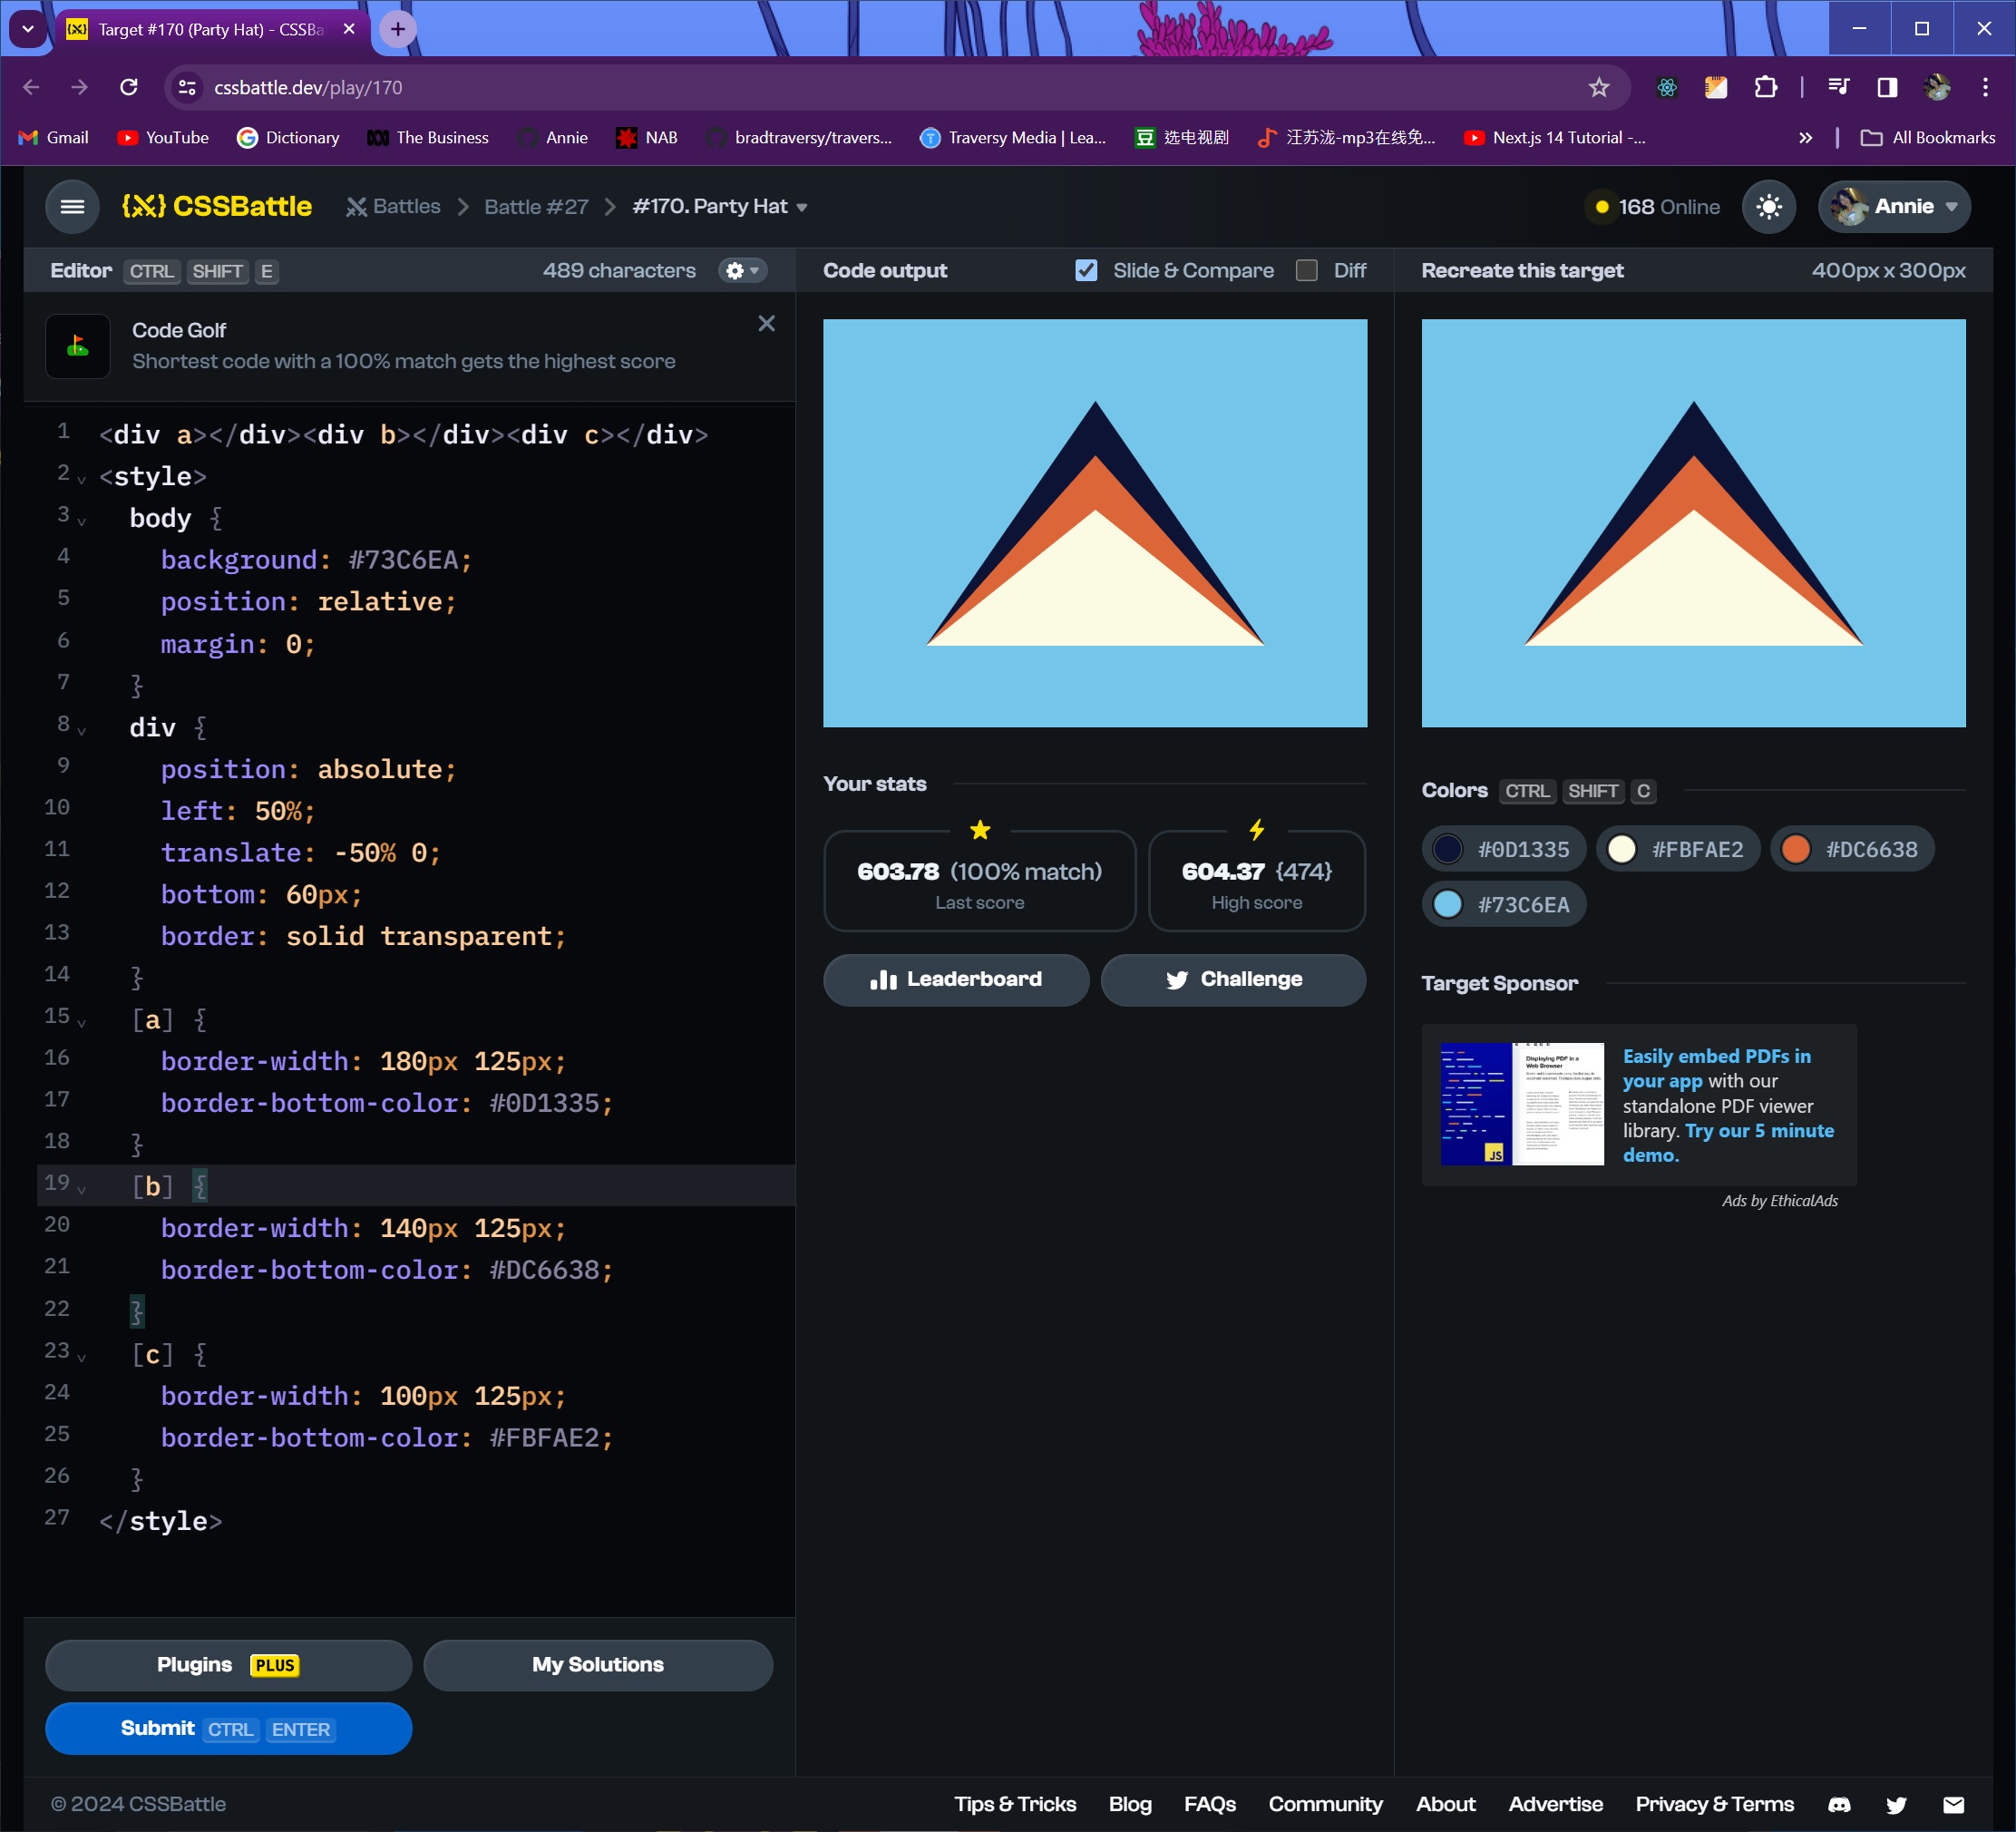 Target #170 (Party Hat) - CSSBa
cssbattle.dev/play/170
Gmail
YouTube
Dictionary
The Business
Annie
NAB
bradtraversy/travers...
Traversy Media | Lea...
选电视剧
汪苏泷-mp3在线免...
Next.js 14 Tutorial -...
All Bookmarks
CSSBattle
Battles
Battle #27
#170. Party Hat
168 Online
Annie
Editor CTRL SHIFT E
489 characters
Code Golf
Shortest code with a 100% match gets the highest score
1 <div a></div><div b></div><div c></div>
2 <style>
3 body {
4 background: #73C6EA;
5 position: relative;
6 margin: 0;
7 }
8 div {
9 position: absolute;
10 left: 50%;
11 translate: -50% 0;
12 bottom: 60px;
13 border: solid transparent;
14 }
15 [a] {
16 border-width: 180px 125px;
17 border-bottom-color: #0D1335;
18 }
19 [b] {
20 border-width: 140px 125px;
21 border-bottom-color: #DC6638;
22 }
23 [c] {
24 border-width: 100px 125px;
25 border-bottom-color: #FBFAE2;
26 }
27 </style>
Plugins PLUS
My Solutions
Submit CTRL ENTER
Code output
Slide & Compare
Diff
Your stats
603.78 (100% match)
Last score
604.37 {474}
High score
Leaderboard
Challenge
Recreate this target
400px x 300px
Colors CTRL SHIFT C
#0D1335
#FBFAE2
#DC6638
#73C6EA
Target Sponsor
Displaying PDF in a
Web Browser
JS
Easily embed PDFs in
your app with our
standalone PDF viewer
library. Try our 5 minute
demo.
Ads by EthicalAds
© 2024 CSSBattle
Tips & Tricks
Blog
FAQs
Community
About
Advertise
Privacy & Terms